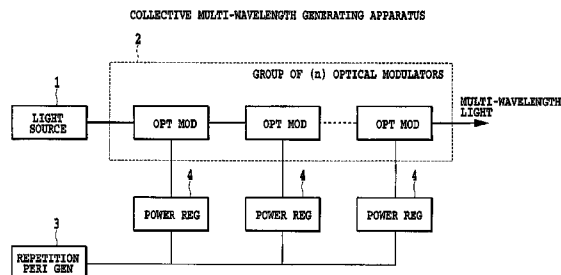 COLLECTIVE MULTI-WAVELENGTH GENERATING APPARATUS
2
GROUP OF (n) OPTICAL MODULATORS
1
LIGHT
SOURCE
OPT MOD
OPT MOD
OPT MOD
MULTI-WAVELENGTH
LIGHT
4
4
4
POWER REG
POWER REG
POWER REG
3
REPETITION
PERI GEN